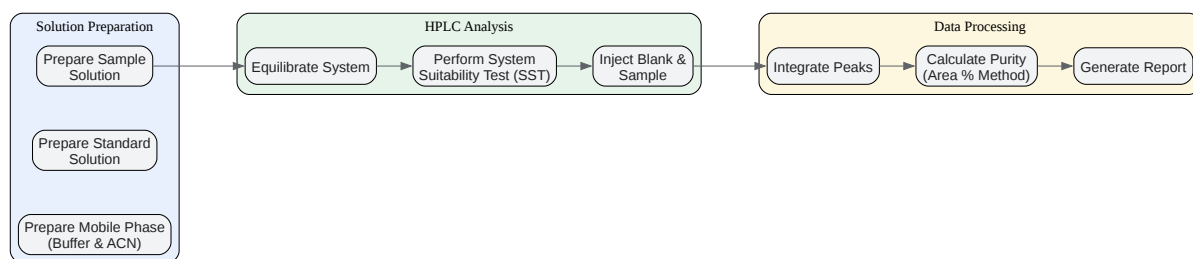 Solution Preparation
Prepare Sample
Solution
Prepare Standard
Solution
Prepare Mobile Phase
(Buffer & ACN)
HPLC Analysis
Equilibrate System
Perform System
Suitability Test (SST)
Inject Blank &
Sample
Data Processing
Integrate Peaks
Calculate Purity
(Area % Method)
Generate Report